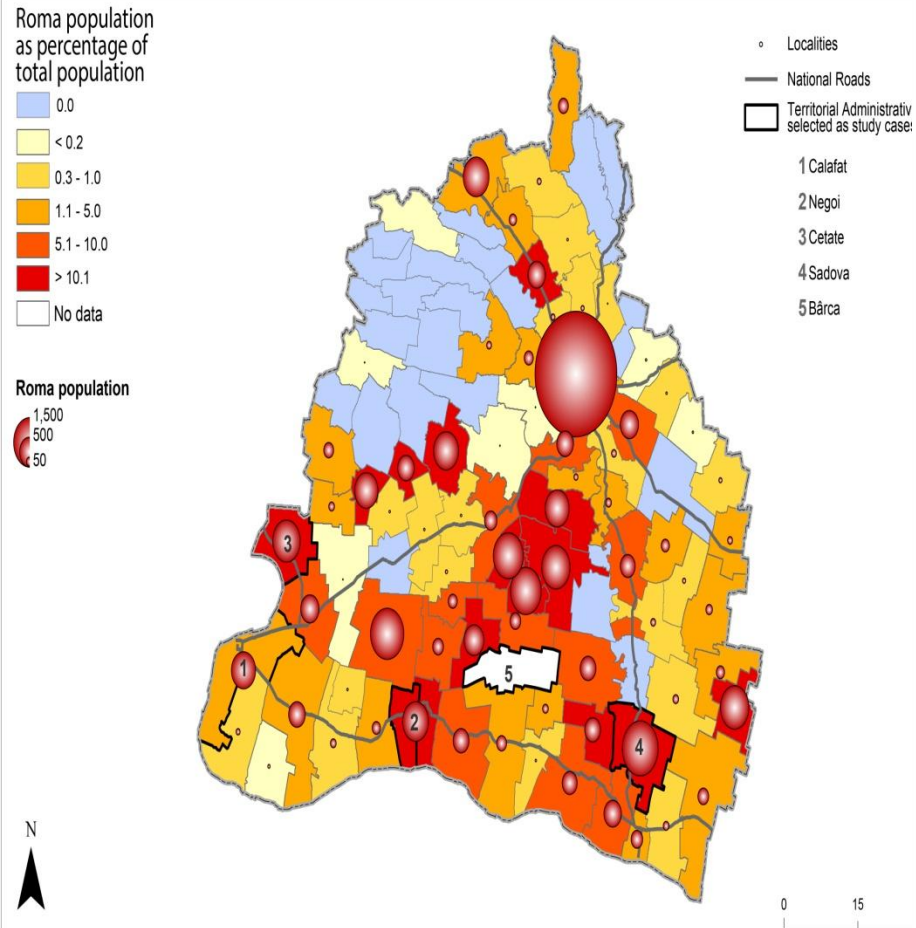 Roma population
as percentage of
total population
0.0
< 0.2
0.3 - 1.0
1.1 - 5.0
5.1 - 10.0
> 10.1
No data
Roma population
1,500
500
50
Localities
National Roads
Territorial Administrativ
selected as study cases
1 Calafat
2 Negoi
3 Cetate
4 Sadova
5 Bârca
3
1
2
5
4
N
0 15